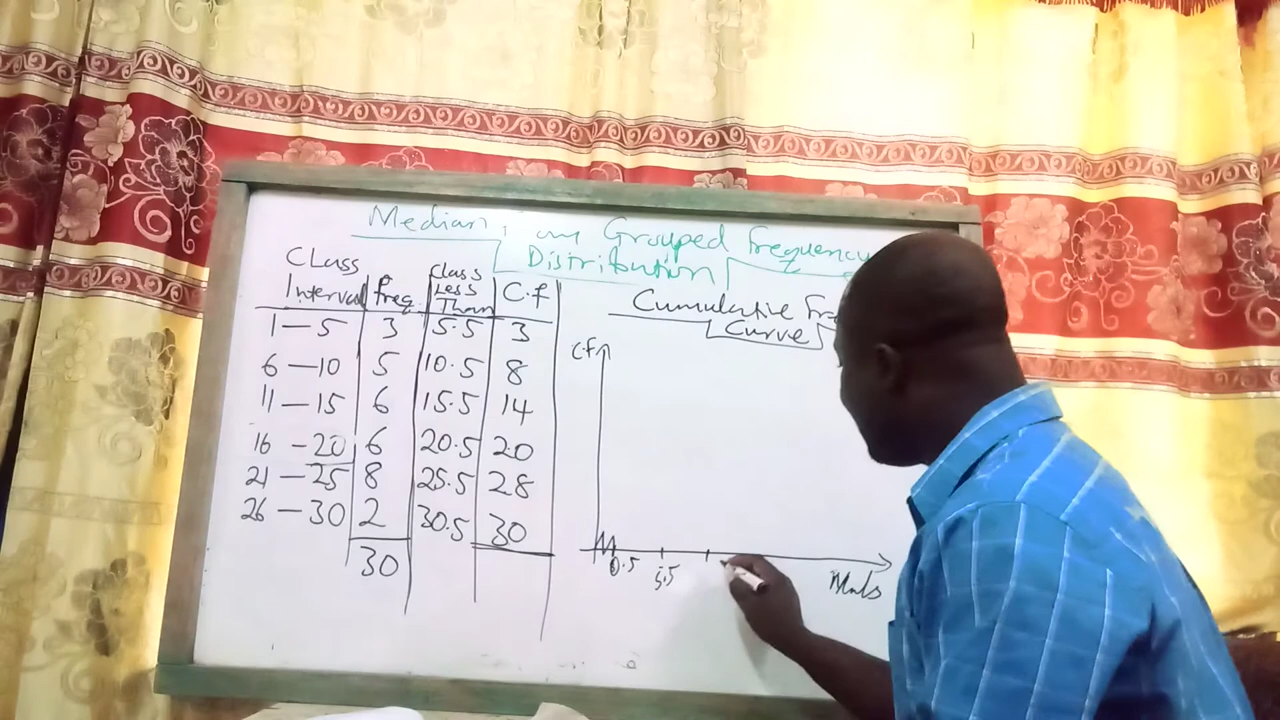 Median, in Grouped Frequency
Distribution
Class
Interval freq. Class Less Than C.f
1 – 5 3 5.5 3
6 – 10 5 10.5 8
11 – 15 6 15.5 14
16 – 20 6 20.5 20
21 – 25 8 25.5 28
26 – 30 2 30.5 30
30
Cumulative Fre
Curve
cf
0.5 5.5